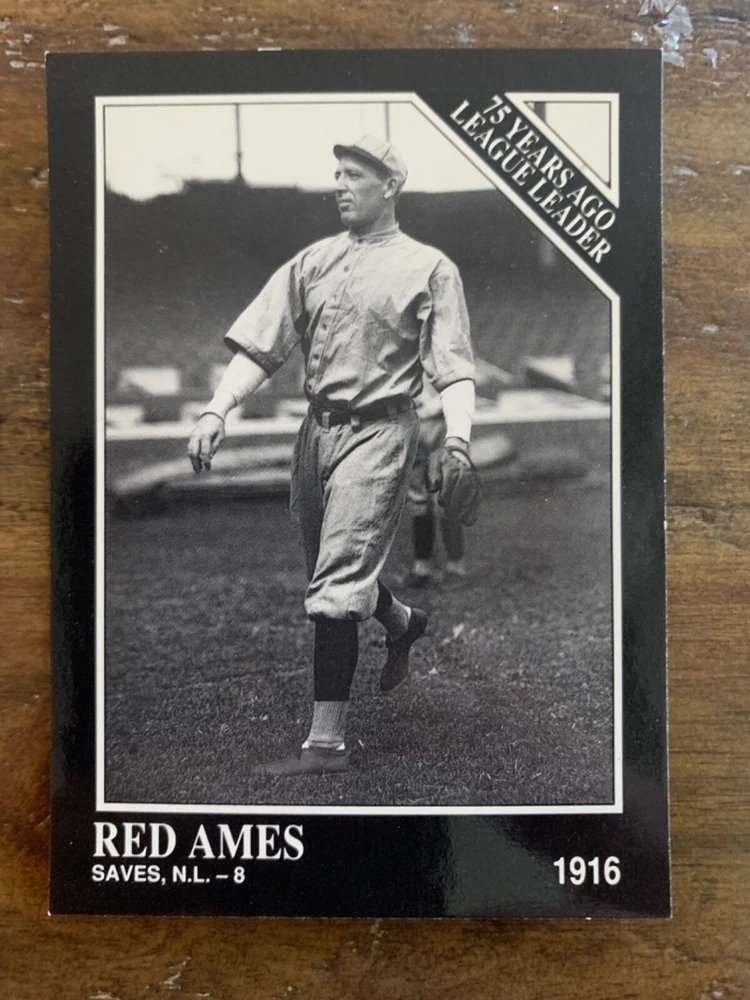 75 YEARS AGO
LEAGUE LEADER
RED AMES
SAVES, N.L. – 8
1916